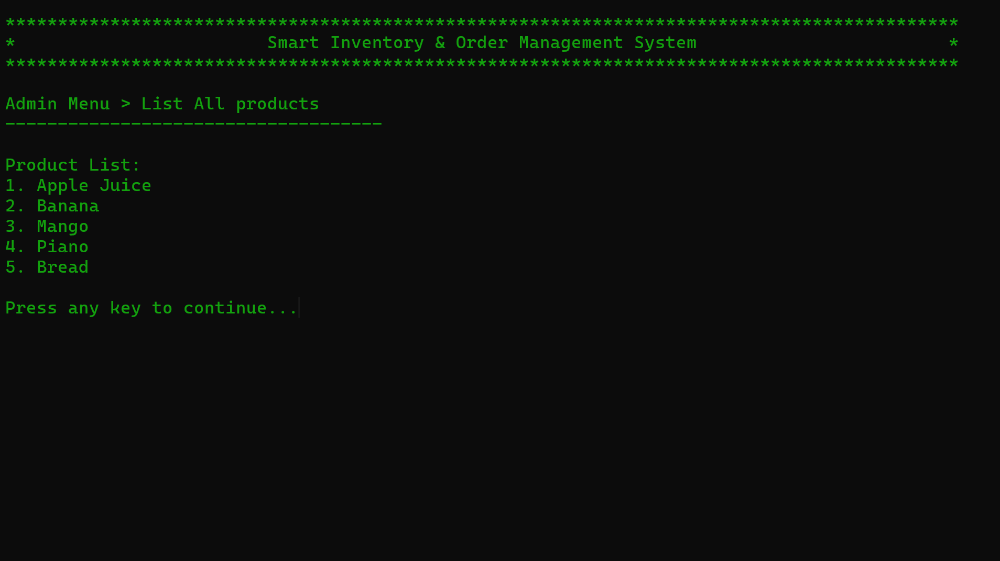 *******************************************************************************************
*                        Smart Inventory & Order Management System                        *
*******************************************************************************************
Admin Menu > List All products
------------------------------------
Product List:
1. Apple Juice
2. Banana
3. Mango
4. Piano
5. Bread
Press any key to continue...